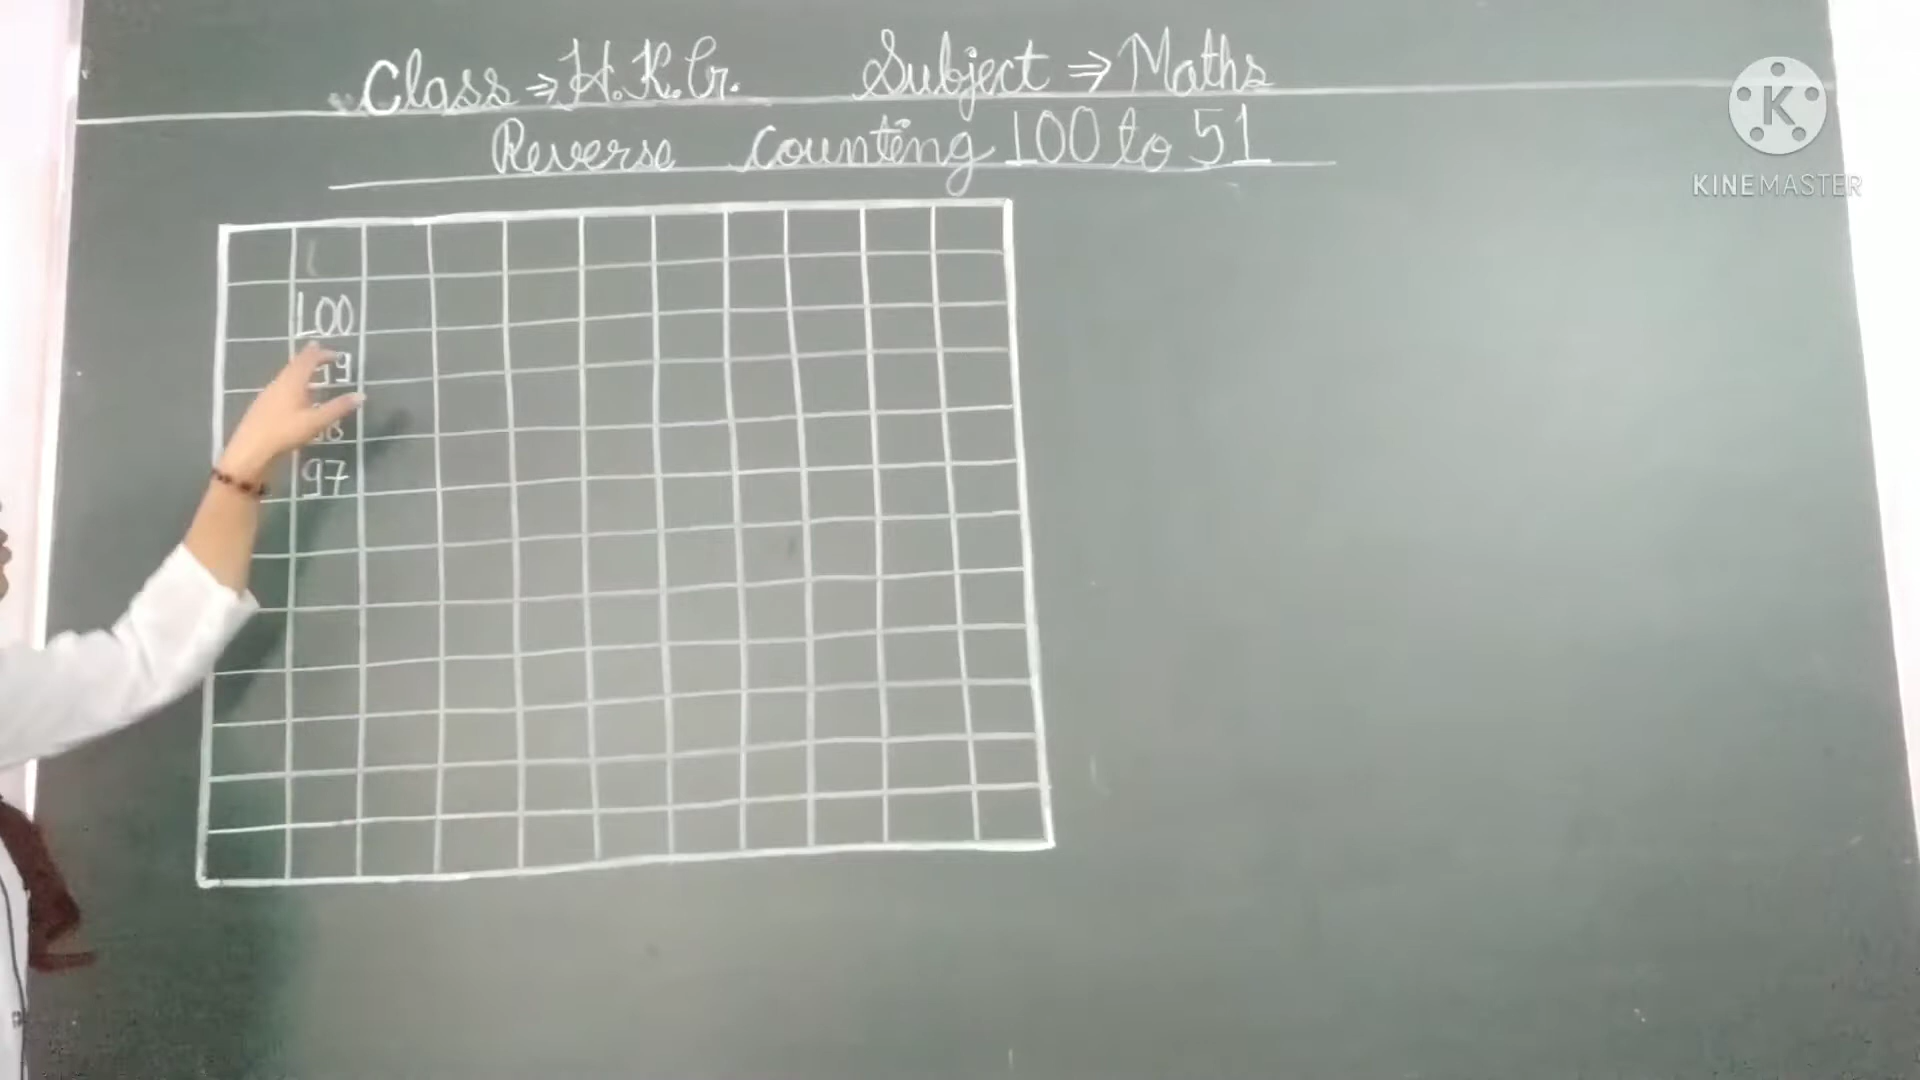 Class ⇒ H.K.G. Subject ⇒ Maths
Reverse counting 100 to 51
100
99
98
97
KINEMASTER